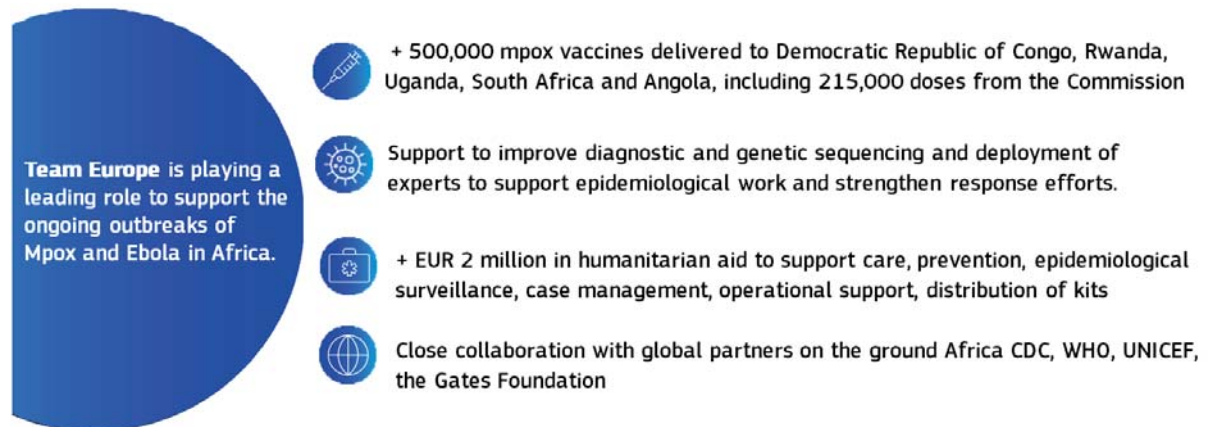 Team Europe is playing a
leading role to support the
ongoing outbreaks of
Mpox and Ebola in Africa.
+ 500,000 mpox vaccines delivered to Democratic Republic of Congo, Rwanda,
Uganda, South Africa and Angola, including 215,000 doses from the Commission
Support to improve diagnostic and genetic sequencing and deployment of
experts to support epidemiological work and strengthen response efforts.
+ EUR 2 million in humanitarian aid to support care, prevention, epidemiological
surveillance, case management, operational support, distribution of kits
Close collaboration with global partners on the ground Africa CDC, WHO, UNICEF,
the Gates Foundation